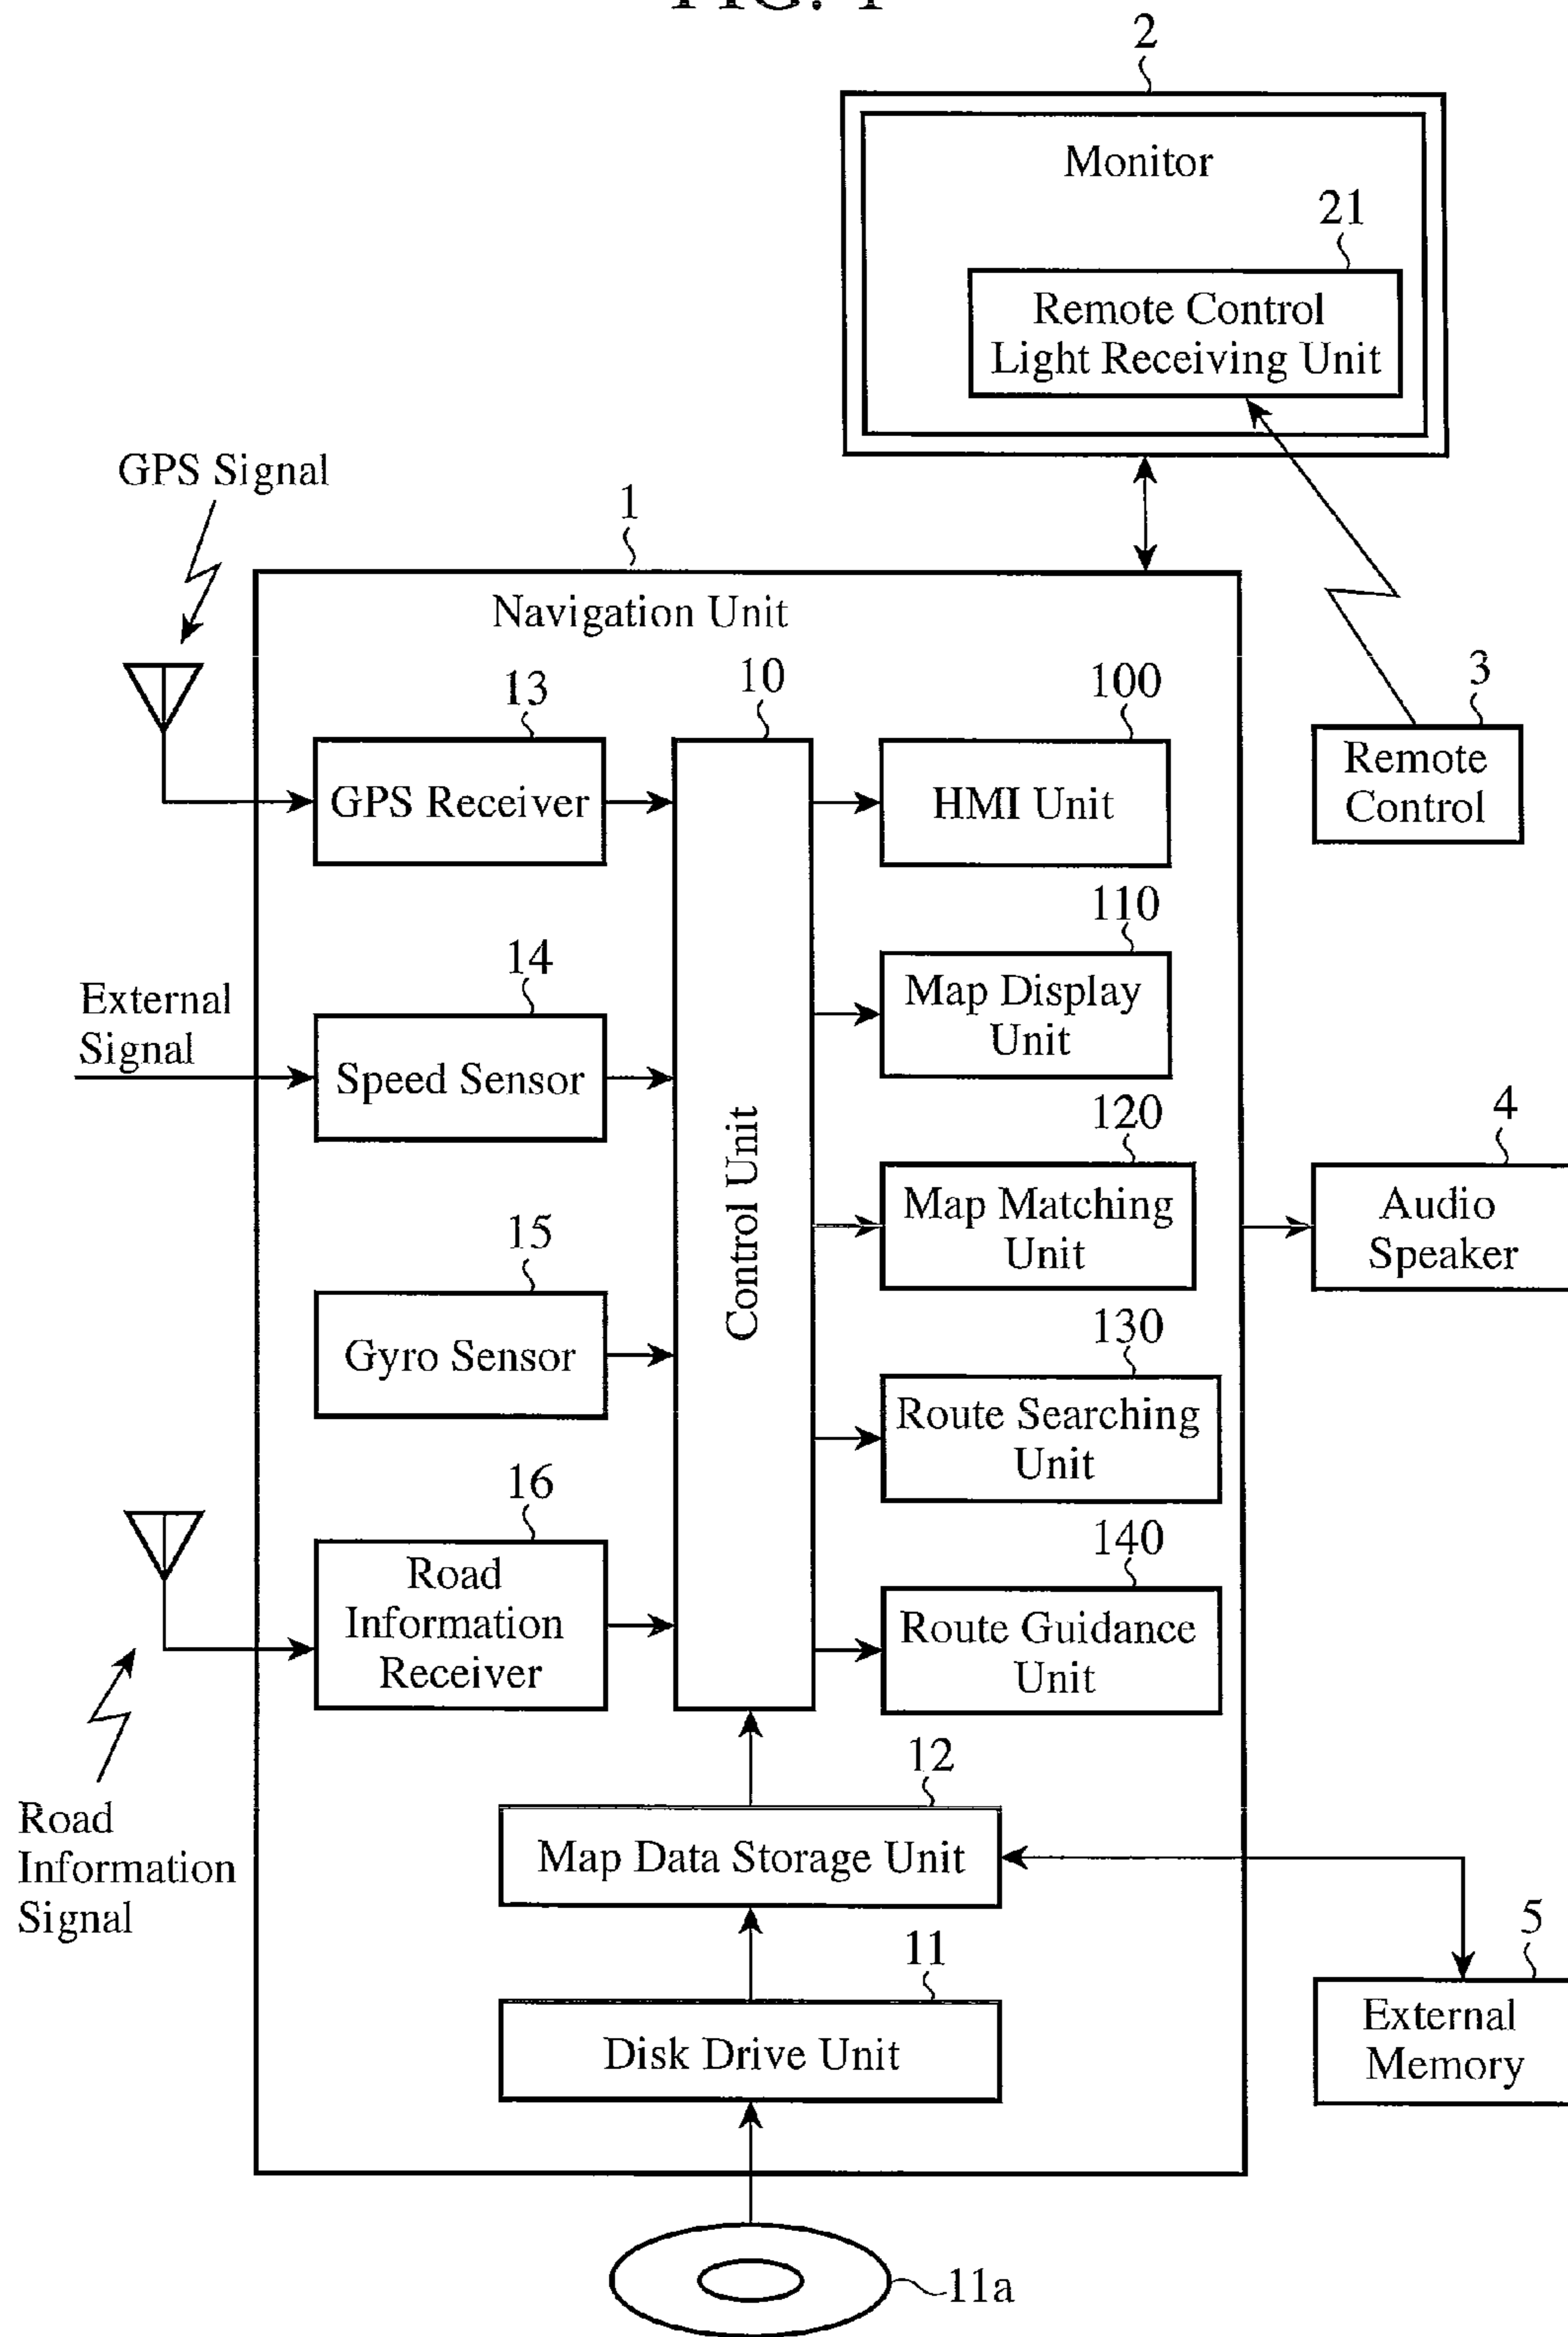 FIG. 1
2
Monitor
21
Remote Control
Light Receiving Unit
GPS Signal
1
Navigation Unit
13
10
100
3
GPS Receiver
HMI Unit
Remote
Control
110
14
External
Signal
Map Display
Unit
Speed Sensor
120
4
Control Unit
Map Matching
Unit
Audio
Speaker
15
Gyro Sensor
130
Route Searching
Unit
16
140
Road
Information
Receiver
Route Guidance
Unit
12
Road
Information
Signal
Map Data Storage Unit
5
11
External
Memory
Disk Drive Unit
11a